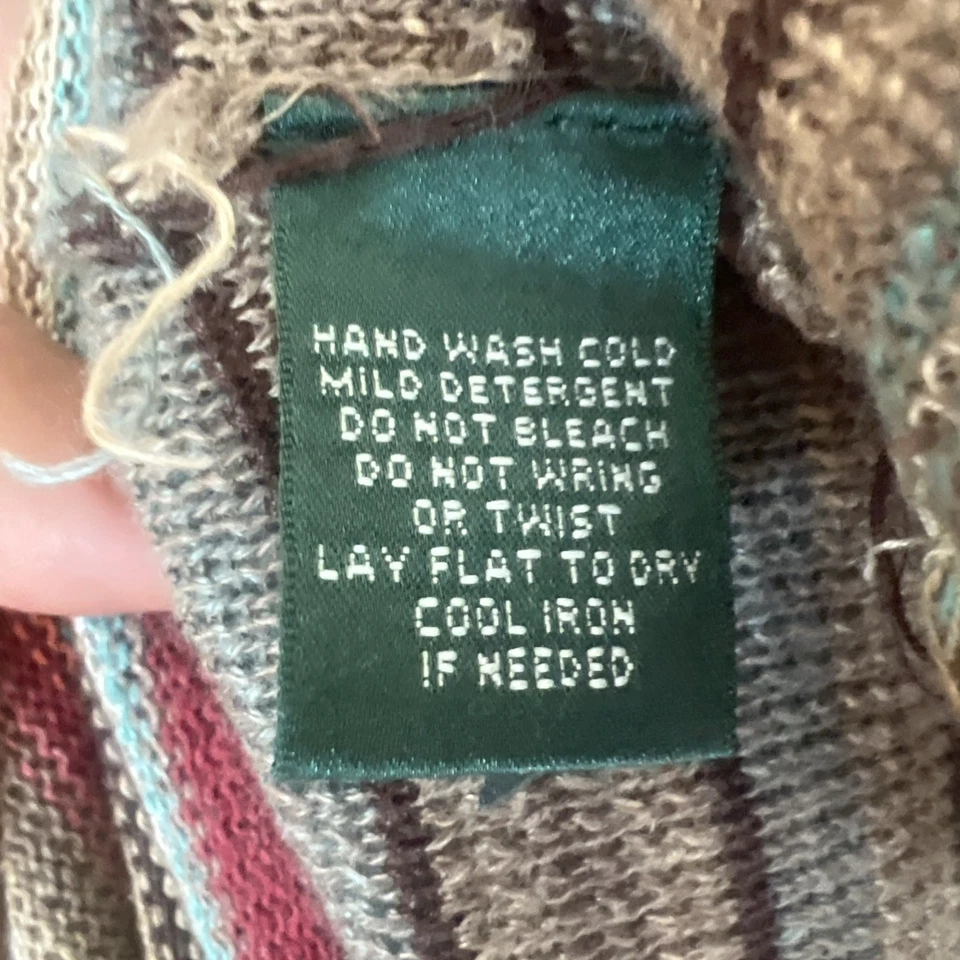 HAND WASH COLD
MILD DETERGENT
DO NOT BLEACH
DO NOT WRING
OR TWIST
LAY FLAT TO DRY
COOL IRON
IF NEEDED